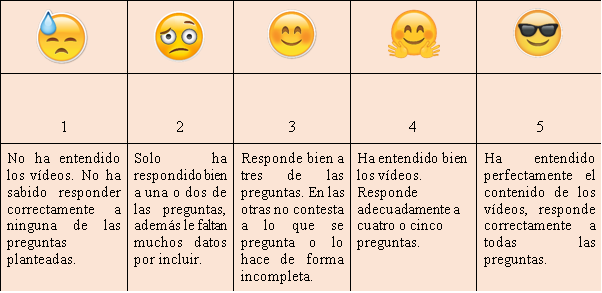 1
2
3
4
5
No ha entendido
los vídeos. No ha
sabido responder
correctamente a
ninguna de las
preguntas
planteadas.
Solo ha
respondido bien
a una o dos de
las preguntas,
además le faltan
muchos datos
por incluir.
Responde bien a
tres de las
preguntas. En las
otras no contesta
a lo que se
pregunta o lo
hace de forma
incompleta.
Ha entendido bien
los vídeos.
Responde
adecuadamente a
cuatro o cinco
preguntas.
Ha entendido
perfectamente el
contenido de los
vídeos, responde
correctamente a
todas las
preguntas.